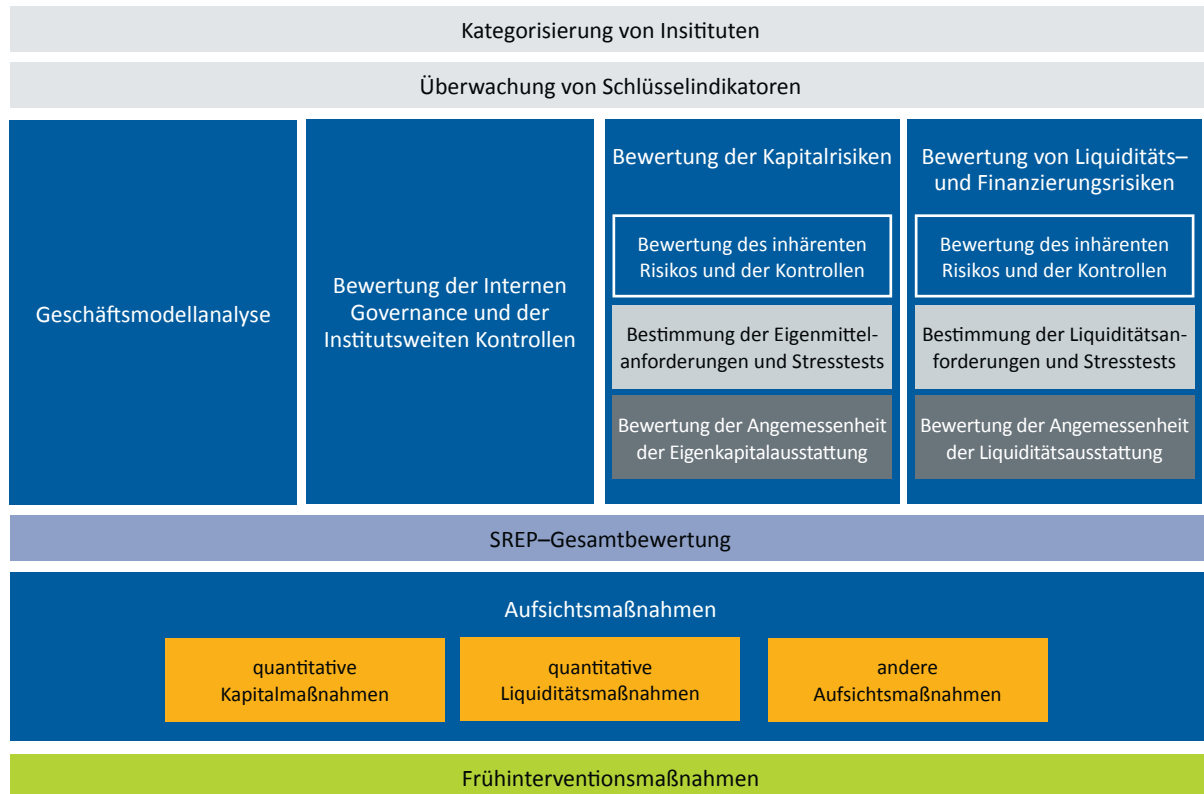 Kategorisierung von Insitituten
Überwachung von Schlüsselindikatoren
Geschäftsmodellanalyse
Bewertung der Internen
Governance und der
Institutsweiten Kontrollen
Bewertung der Kapitalrisiken
Bewertung des inhärenten
Risikos und der Kontrollen
Bestimmung der Eigenmittel-
anforderungen und Stresstests
Bewertung der Angemessenheit
der Eigenkapitalausstattung
Bewertung von Liquiditäts–
und Finanzierungsrisiken
Bewertung des inhärenten
Risikos und der Kontrollen
Bestimmung der Liquiditätsan-
forderungen und Stresstests
Bewertung der Angemessenheit
der Liquiditätsausstattung
SREP–Gesamtbewertung
Aufsichtsmaßnahmen
quantitative
Kapitalmaßnahmen
quantitative
Liquiditätsmaßnahmen
andere
Aufsichtsmaßnahmen
Frühinterventionsmaßnahmen